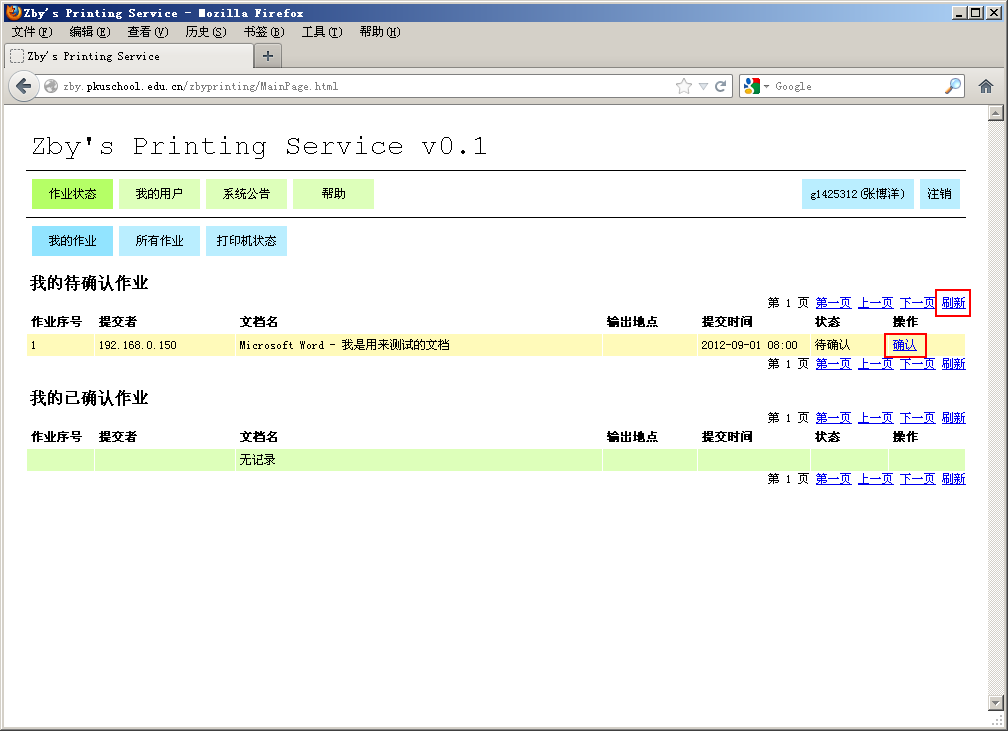 Zby's Printing Service - Mozilla Firefox
文件(F) 编辑(E) 查看(V) 历史(S) 书签(B) 工具(T) 帮助(H)
Zby's Printing Service +
zby.pkuschool.edu.cn/zbyprinting/MainPage.html Google
Zby's Printing Service v0.1
作业状态 我的用户 系统公告 帮助 g1425312(张博洋) 注销
我的作业 所有作业 打印机状态
我的待确认作业
第 1 页 第一页 上一页 下一页 刷新
作业序号 提交者 文档名 输出地点 提交时间 状态 操作
1 192.168.0.150 Microsoft Word - 我是用来测试的文档 2012-09-01 08:00 待确认 确认
第 1 页 第一页 上一页 下一页 刷新
我的已确认作业
第 1 页 第一页 上一页 下一页 刷新
作业序号 提交者 文档名 输出地点 提交时间 状态 操作
无记录
第 1 页 第一页 上一页 下一页 刷新